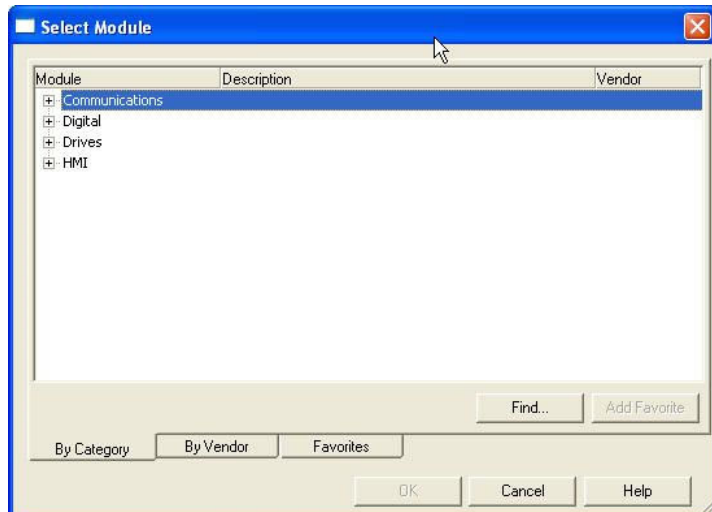 Select Module
Module Description Vendor
Communications
Digital
Drives
HMI
Find... Add Favorite
By Category By Vendor Favorites
OK Cancel Help